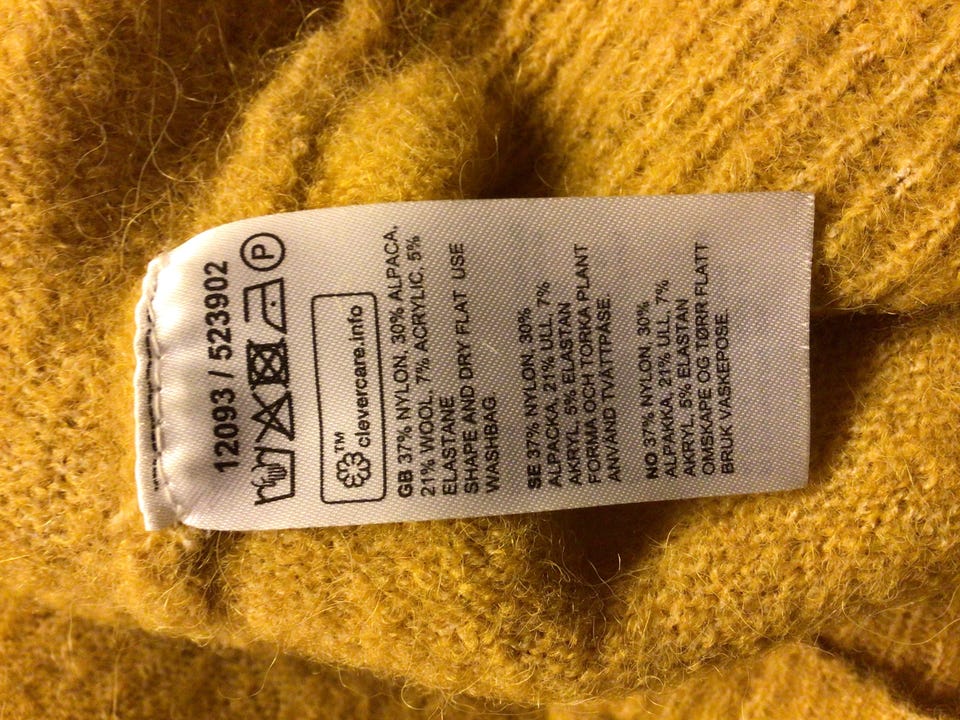 12093 / 523902
P
clevercare.info™
GB 37% NYLON, 30% ALPACA,
21% WOOL, 7% ACRYLIC, 5%
ELASTANE
SHAPE AND DRY FLAT USE
WASHBAG
SE 37% NYLON, 30%
ALPACKA, 21% ULL, 7%
AKRYL, 5% ELASTAN
FORMA OCH TORKA PLANT
ANVÄND TVÄTTPÅSE
NO 37% NYLON, 30%
ALPAKKA, 21% ULL, 7%
AKRYL, 5% ELASTAN
OMSKAPE OG TØRR FLATT
BRUK VASKEPOSE.